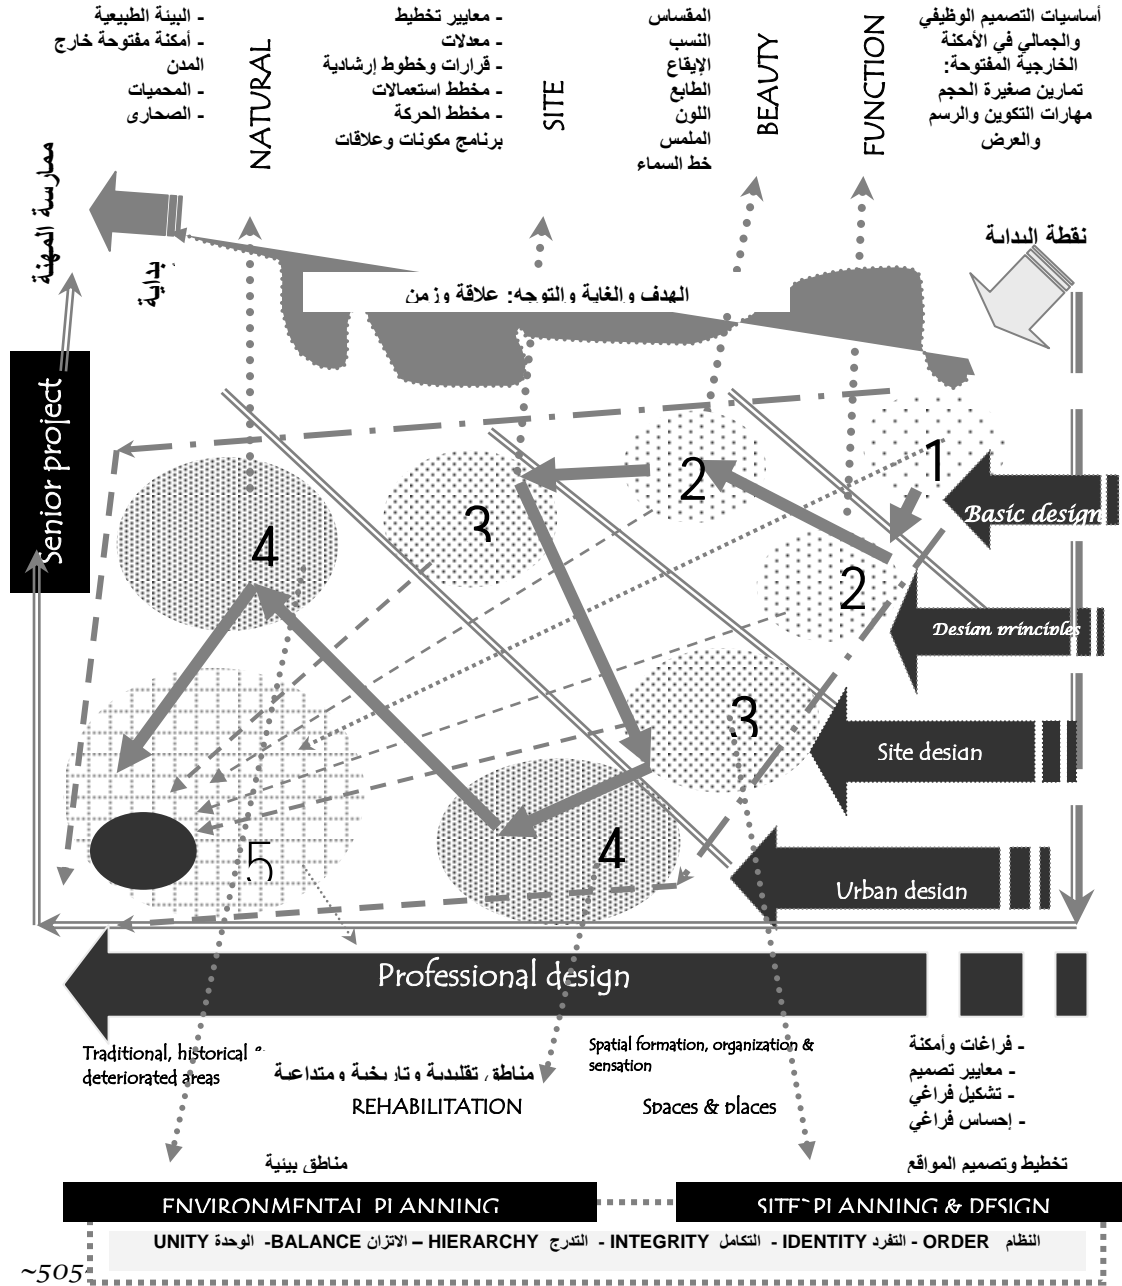 أساسيات التصميم الوظيفي
والجمالي في الأمكنة
الخارجية المفتوحة:
تمارين صغيرة الحجم
مهارات التكوين والرسم
والعرض
FUNCTION
BEAUTY
المقساس
النسب
الإيقاع
الطابع
اللون
الملمس
خط السماء
SITE
- معايير تخطيط
- معدلات
- قرارات وخطوط إرشادية
- مخطط استعمالات
- مخطط الحركة
برنامج مكونات وعلاقات
NATURAL
- البيئة الطبيعية
- أمكنة مفتوحة خارج
المدن
- المحميات
- الصحارى
ممارسة المهنة
بداية
نقطة البداية
الهدف والغاية والتوجه: علاقة وزمن
Senior project
1
2
2
3
3
4
4
5
Basic design
Design principles
Site design
Urban design
Professional design
Traditional, historical &
deteriorated areas
مناطق تقليدية وتاريخية ومتداعية
REHABILITATION
Spatial formation, organization &
sensation
Spaces & places
- فراغات وأمكنة
- معايير تصميم
- تشكيل فراغي
- إحساس فراغي
مناطق بيئية
تخطيط وتصميم المواقع
ENVIRONMENTAL PLANNING
SITE PLANNING & DESIGN
النظام ORDER - التفرد IDENTITY - التكامل INTEGRITY - التدرج HIERARCHY – الاتزان BALANCE- الوحدة UNITY
~505~